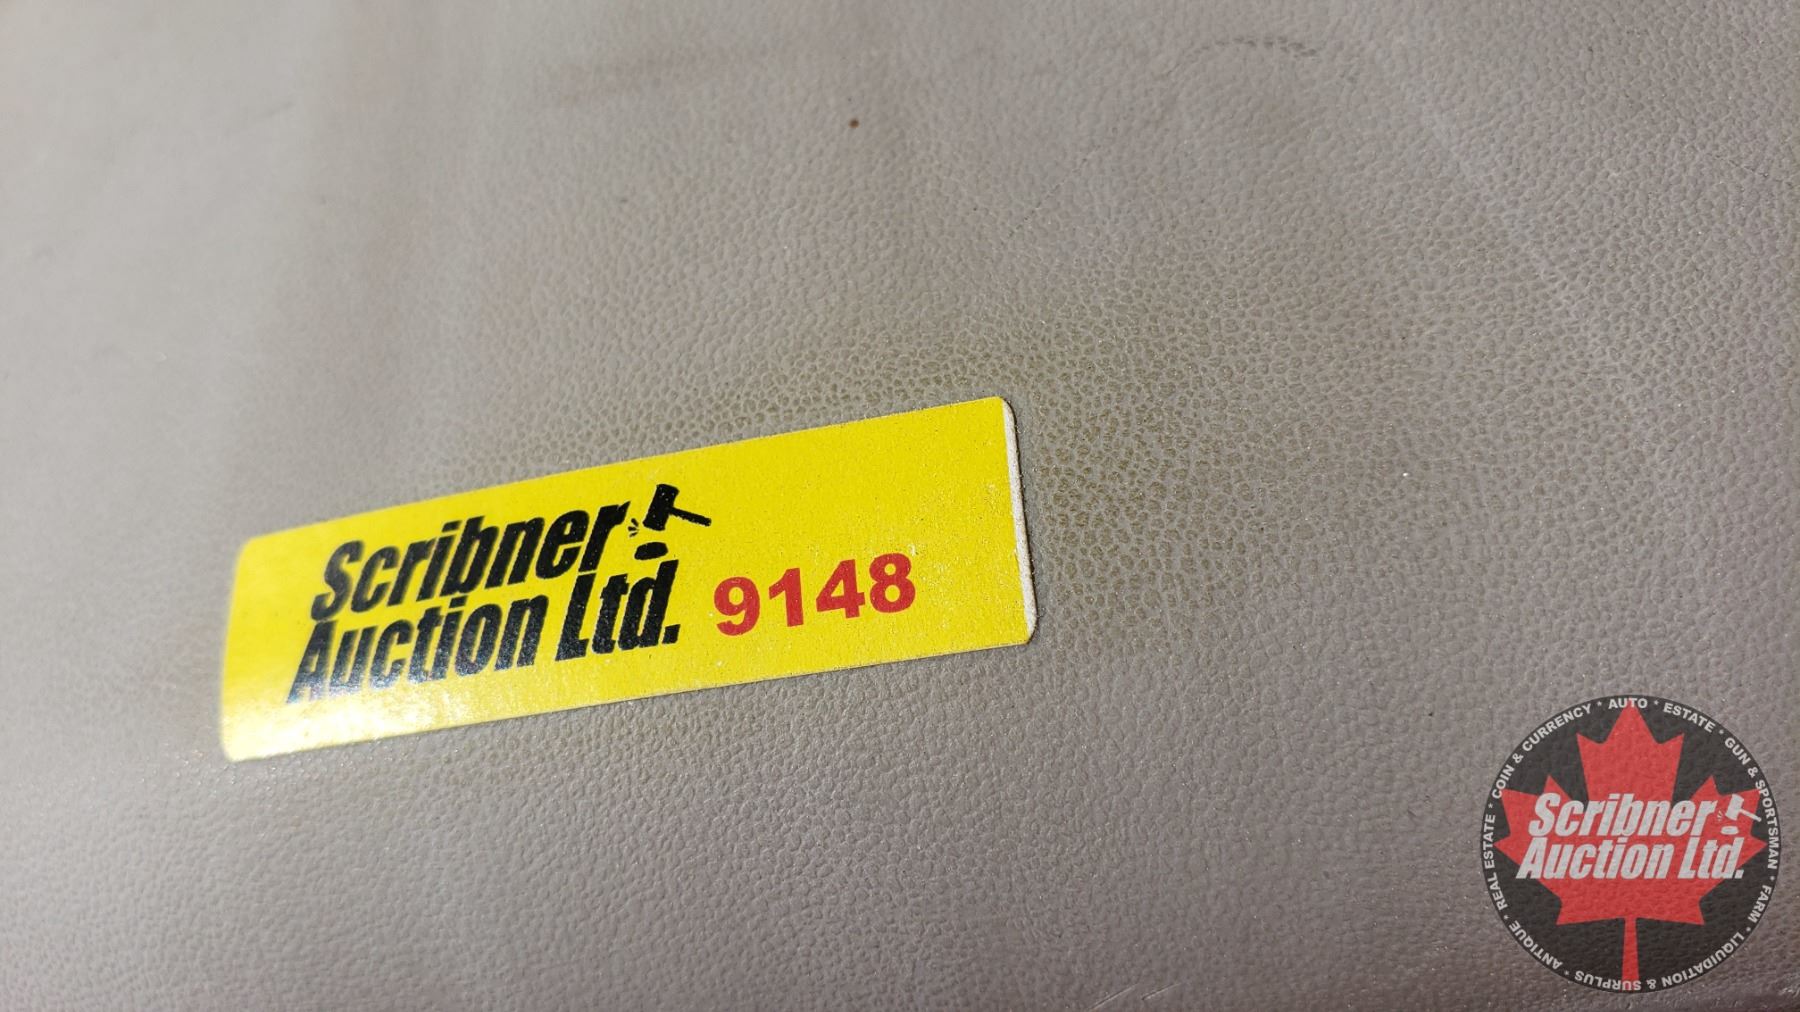 Scribner
Auction Ltd. 9148
REAL ESTATE * COIN & CURRENCY * AUTO * ESTATE * GUN & SPORTSMAN * FARM * LIQUIDATION & SURPLUS * ANTIQUE *
Scribner
Auction Ltd.